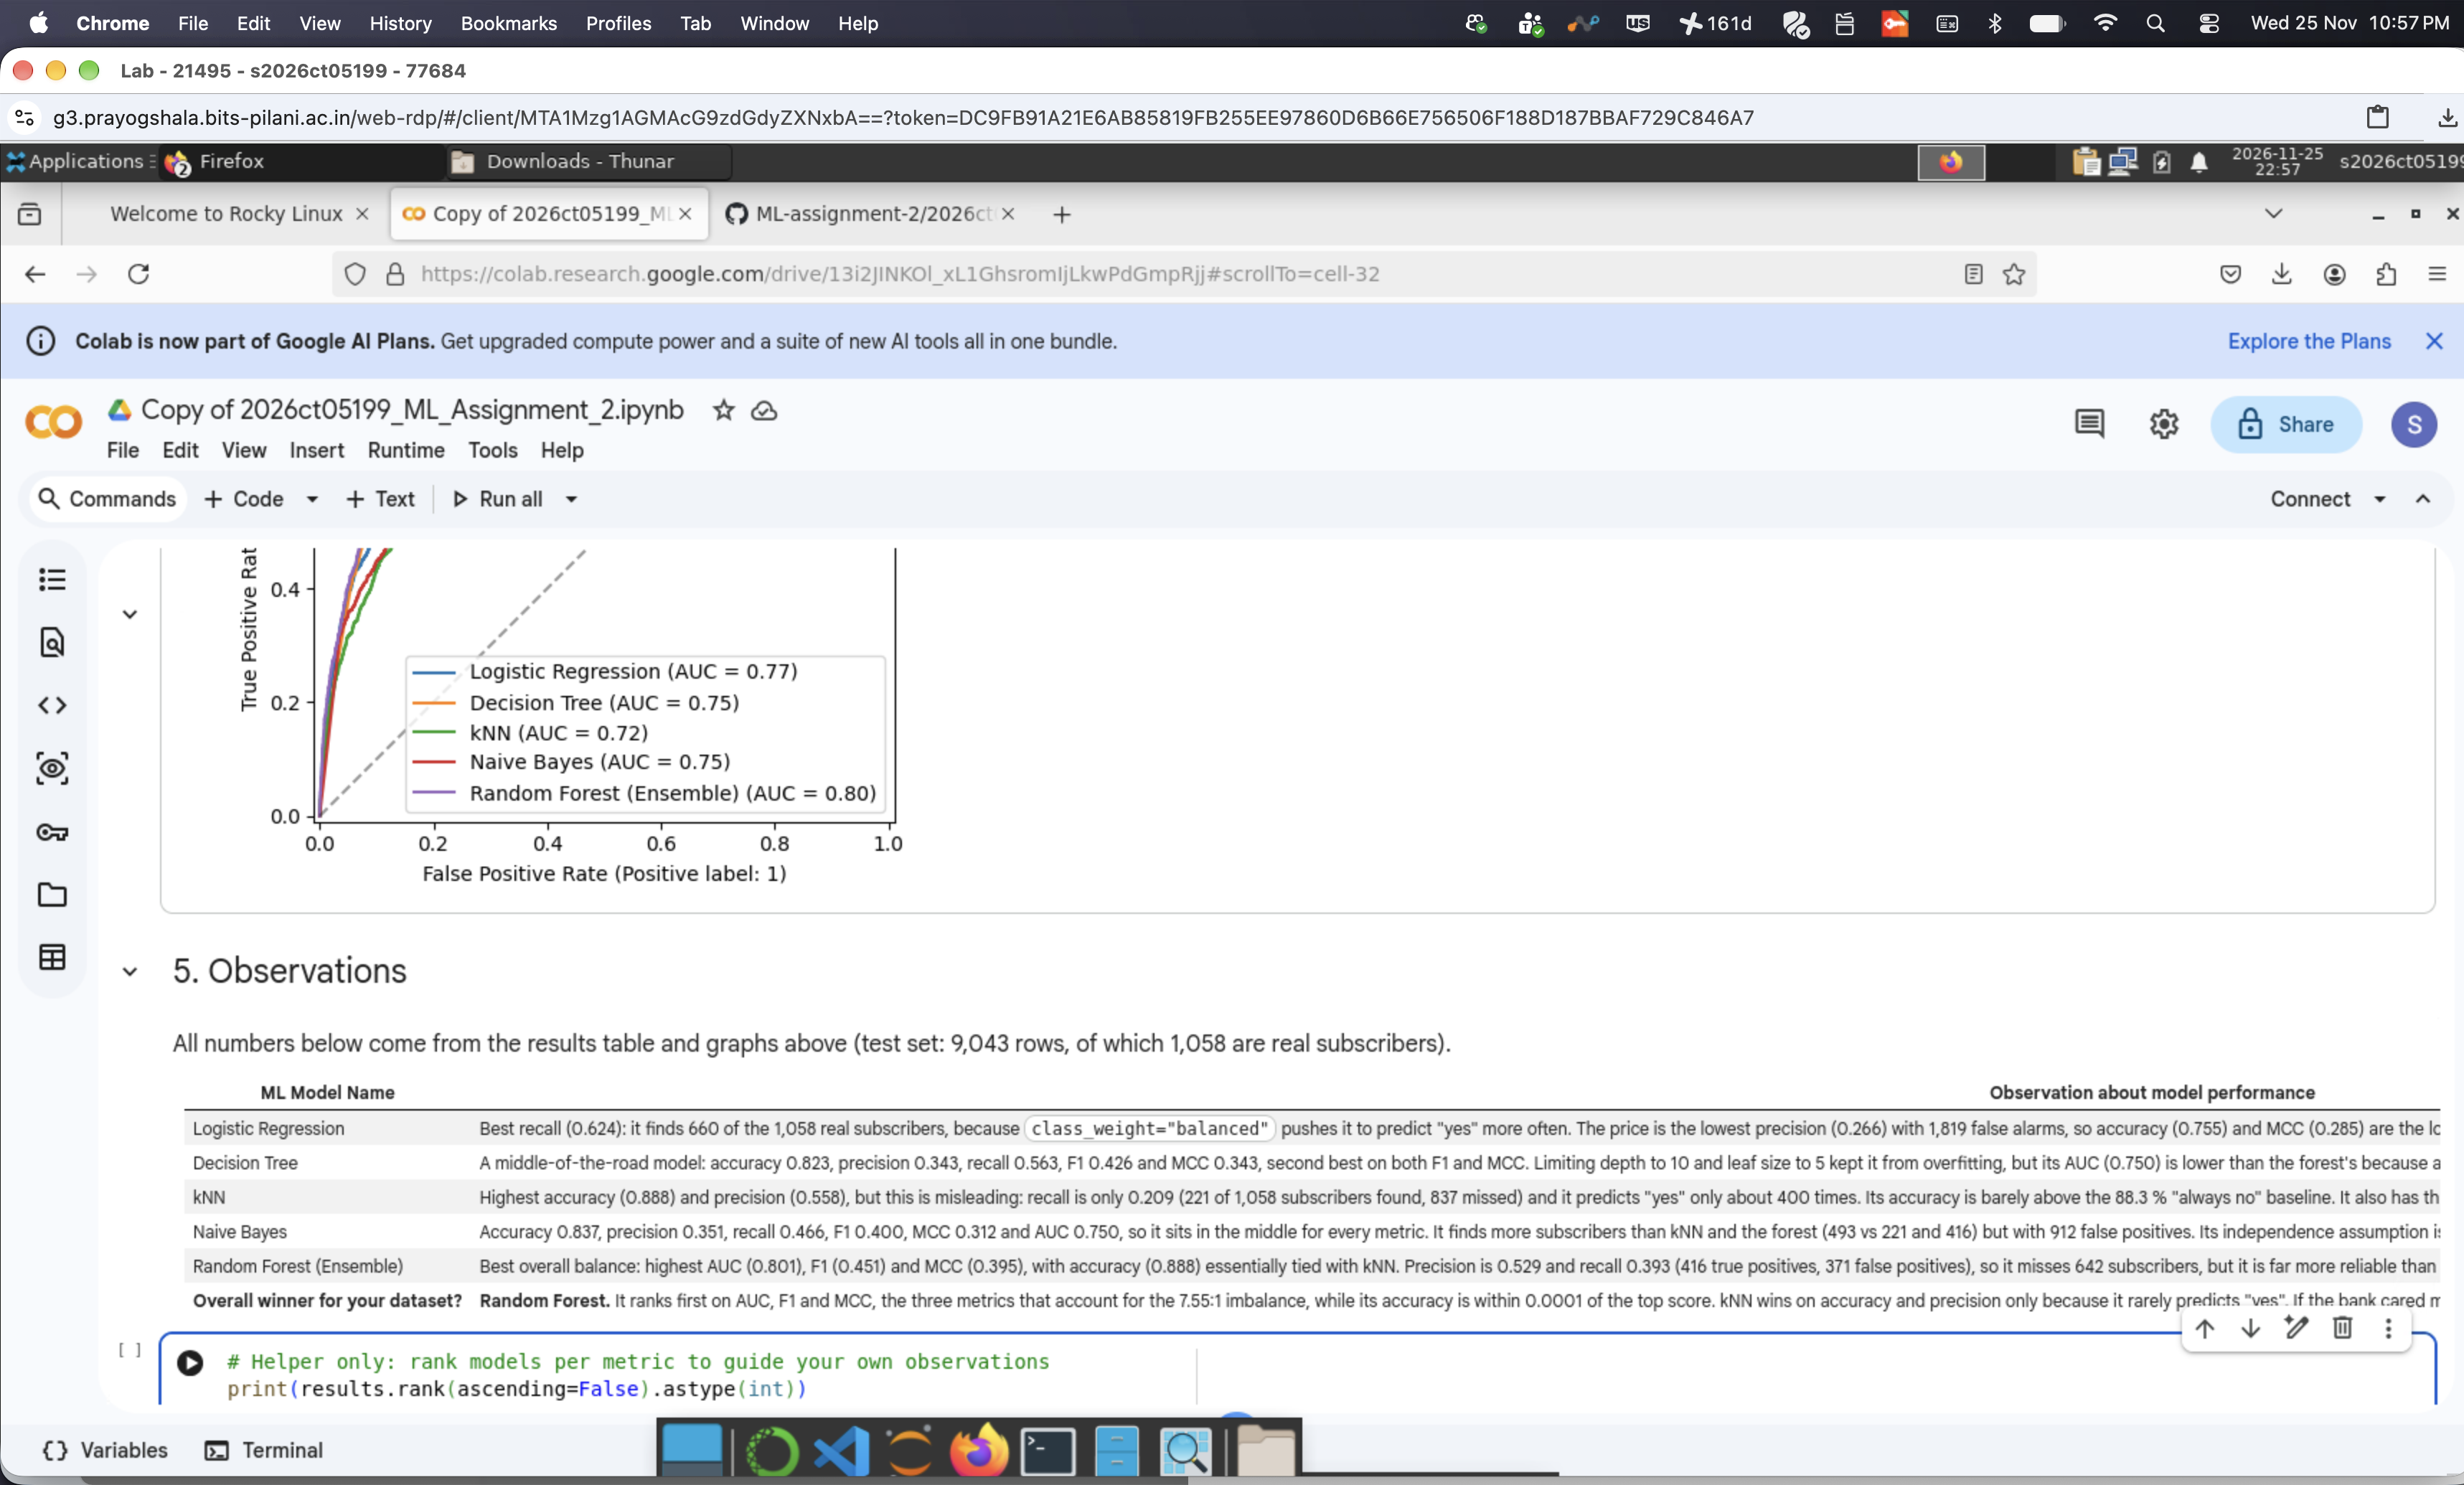 Chrome File Edit View History Bookmarks Profiles Tab Window Help US 161d Wed 25 Nov 10:57 PM
Lab - 21495 - s2026ct05199 - 77684
g3.prayogshala.bits-pilani.ac.in/web-rdp/#/client/MTA1Mzg1AGMAcG9zdGdyZXNxbA==?token=DC9FB91A21E6AB85819FB255EE97860D6B66E756506F188D187BBAF729C846A7
Applications Firefox Downloads - Thunar 2026-11-25 22:57 s2026ct05199
2
Welcome to Rocky Linux Copy of 2026ct05199_ML ML-assignment-2/2026ct
https://colab.research.google.com/drive/13i2JINKOl_xL1GhsromIjLkwPdGmpRjj#scrollTo=cell-32
Colab is now part of Google AI Plans. Get upgraded compute power and a suite of new AI tools all in one bundle. Explore the Plans
Copy of 2026ct05199_ML_Assignment_2.ipynb
Share S
File Edit View Insert Runtime Tools Help
Commands + Code + Text Run all Connect
True Positive Rat
0.4
0.2
0.0
Logistic Regression (AUC = 0.77)
Decision Tree (AUC = 0.75)
kNN (AUC = 0.72)
Naive Bayes (AUC = 0.75)
Random Forest (Ensemble) (AUC = 0.80)
0.0 0.2 0.4 0.6 0.8 1.0
False Positive Rate (Positive label: 1)
5. Observations
All numbers below come from the results table and graphs above (test set: 9,043 rows, of which 1,058 are real subscribers).
ML Model Name Observation about model performance
Logistic Regression Best recall (0.624): it finds 660 of the 1,058 real subscribers, because class_weight="balanced" pushes it to predict "yes" more often. The price is the lowest precision (0.266) with 1,819 false alarms, so accuracy (0.755) and MCC (0.285) are the lo
Decision Tree A middle-of-the-road model: accuracy 0.823, precision 0.343, recall 0.563, F1 0.426 and MCC 0.343, second best on both F1 and MCC. Limiting depth to 10 and leaf size to 5 kept it from overfitting, but its AUC (0.750) is lower than the forest's because a
kNN Highest accuracy (0.888) and precision (0.558), but this is misleading: recall is only 0.209 (221 of 1,058 subscribers found, 837 missed) and it predicts "yes" only about 400 times. Its accuracy is barely above the 88.3 % "always no" baseline. It also has th
Naive Bayes Accuracy 0.837, precision 0.351, recall 0.466, F1 0.400, MCC 0.312 and AUC 0.750, so it sits in the middle for every metric. It finds more subscribers than kNN and the forest (493 vs 221 and 416) but with 912 false positives. Its independence assumption is
Random Forest (Ensemble) Best overall balance: highest AUC (0.801), F1 (0.451) and MCC (0.395), with accuracy (0.888) essentially tied with kNN. Precision is 0.529 and recall 0.393 (416 true positives, 371 false positives), so it misses 642 subscribers, but it is far more reliable than
Overall winner for your dataset? Random Forest. It ranks first on AUC, F1 and MCC, the three metrics that account for the 7.55:1 imbalance, while its accuracy is within 0.0001 of the top score. kNN wins on accuracy and precision only because it rarely predicts "yes". If the bank cared m
[ ] # Helper only: rank models per metric to guide your own observations
print(results.rank(ascending=False).astype(int))
{} Variables Terminal